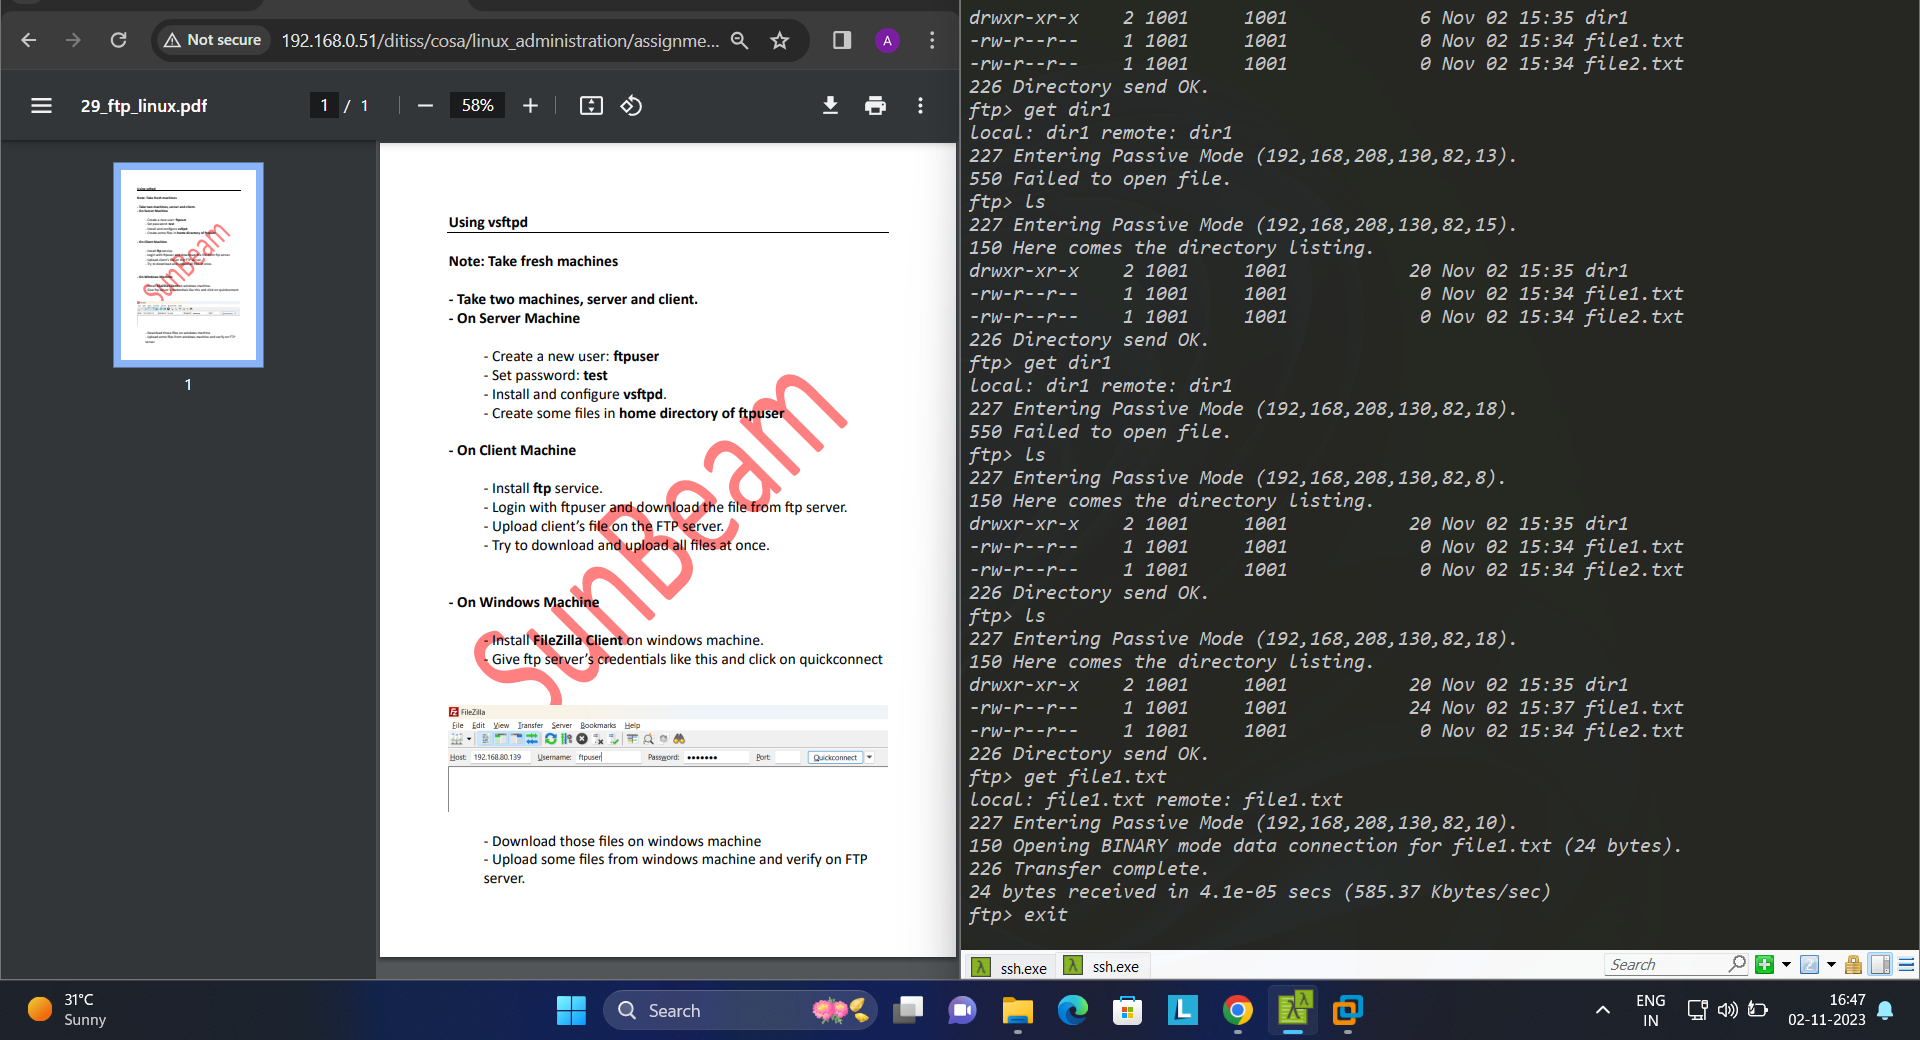 Not secure
192.168.0.51/ditiss/cosa/linux_administration/assignme...
A
29_ftp_linux.pdf
1 / 1
58%
1
Using vsftpd
Note: Take fresh machines
- Take two machines, server and client.
- On Server Machine
- Create a new user: ftpuser
- Set password: test
- Install and configure vsftpd.
- Create some files in home directory of ftpuser
- On Client Machine
- Install ftp service.
- Login with ftpuser and download the file from ftp server.
- Upload client's file on the FTP server.
- Try to download and upload all files at once.
- On Windows Machine
- Install FileZilla Client on windows machine.
- Give ftp server's credentials like this and click on quickconnect
SunBeam
FileZilla
File Edit View Transfer Server Bookmarks Help
Host: 192.168.80.139 Username: ftpuser Password: ●●●●●●● Port: Quickconnect
- Download those files on windows machine
- Upload some files from windows machine and verify on FTP
server.
drwxr-xr-x 2 1001 1001 6 Nov 02 15:35 dir1
-rw-r--r-- 1 1001 1001 0 Nov 02 15:34 file1.txt
-rw-r--r-- 1 1001 1001 0 Nov 02 15:34 file2.txt
226 Directory send OK.
ftp> get dir1
local: dir1 remote: dir1
227 Entering Passive Mode (192,168,208,130,82,13).
550 Failed to open file.
ftp> ls
227 Entering Passive Mode (192,168,208,130,82,15).
150 Here comes the directory listing.
drwxr-xr-x 2 1001 1001 20 Nov 02 15:35 dir1
-rw-r--r-- 1 1001 1001 0 Nov 02 15:34 file1.txt
-rw-r--r-- 1 1001 1001 0 Nov 02 15:34 file2.txt
226 Directory send OK.
ftp> get dir1
local: dir1 remote: dir1
227 Entering Passive Mode (192,168,208,130,82,18).
550 Failed to open file.
ftp> ls
227 Entering Passive Mode (192,168,208,130,82,8).
150 Here comes the directory listing.
drwxr-xr-x 2 1001 1001 20 Nov 02 15:35 dir1
-rw-r--r-- 1 1001 1001 0 Nov 02 15:34 file1.txt
-rw-r--r-- 1 1001 1001 0 Nov 02 15:34 file2.txt
226 Directory send OK.
ftp> ls
227 Entering Passive Mode (192,168,208,130,82,18).
150 Here comes the directory listing.
drwxr-xr-x 2 1001 1001 20 Nov 02 15:35 dir1
-rw-r--r-- 1 1001 1001 24 Nov 02 15:37 file1.txt
-rw-r--r-- 1 1001 1001 0 Nov 02 15:34 file2.txt
226 Directory send OK.
ftp> get file1.txt
local: file1.txt remote: file1.txt
227 Entering Passive Mode (192,168,208,130,82,10).
150 Opening BINARY mode data connection for file1.txt (24 bytes).
226 Transfer complete.
24 bytes received in 4.1e-05 secs (585.37 Kbytes/sec)
ftp> exit
ssh.exe
ssh.exe
Search
31°C
Sunny
Search
ENG
IN
16:47
02-11-2023